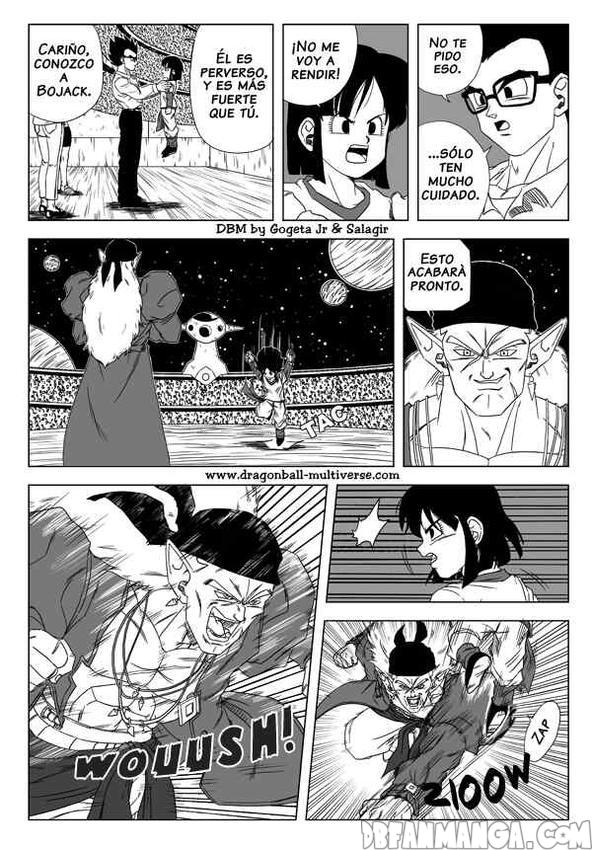 CARIÑO,
CONOZCO
A
BOJACK.
ÉL ES
PERVERSO,
Y ES MÁS
FUERTE
QUE TÚ.
¡NO ME
VOY A
RENDIR!
NO TE
PIDO
ESO.
...SÓLO
TEN
MUCHO
CUIDADO.
DBM by Gogeta Jr & Salagir
TAC
ESTO
ACABARÀ
PRONTO.
www.dragonball-multiverse.com
WOUUSH!
ZAP
ZIOOW
DBFANMANGA.COM